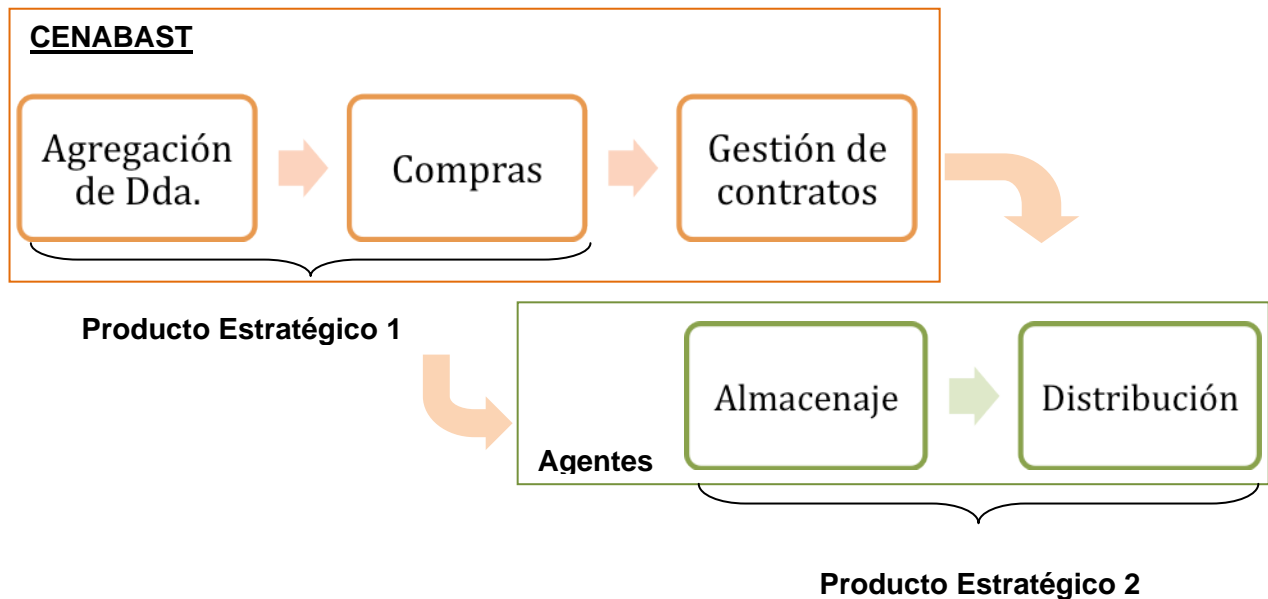 CENABAST
Agregación
de Dda.
Compras
Gestión de
contratos
Producto Estratégico 1
Almacenaje
Distribución
Agentes
Producto Estratégico 2